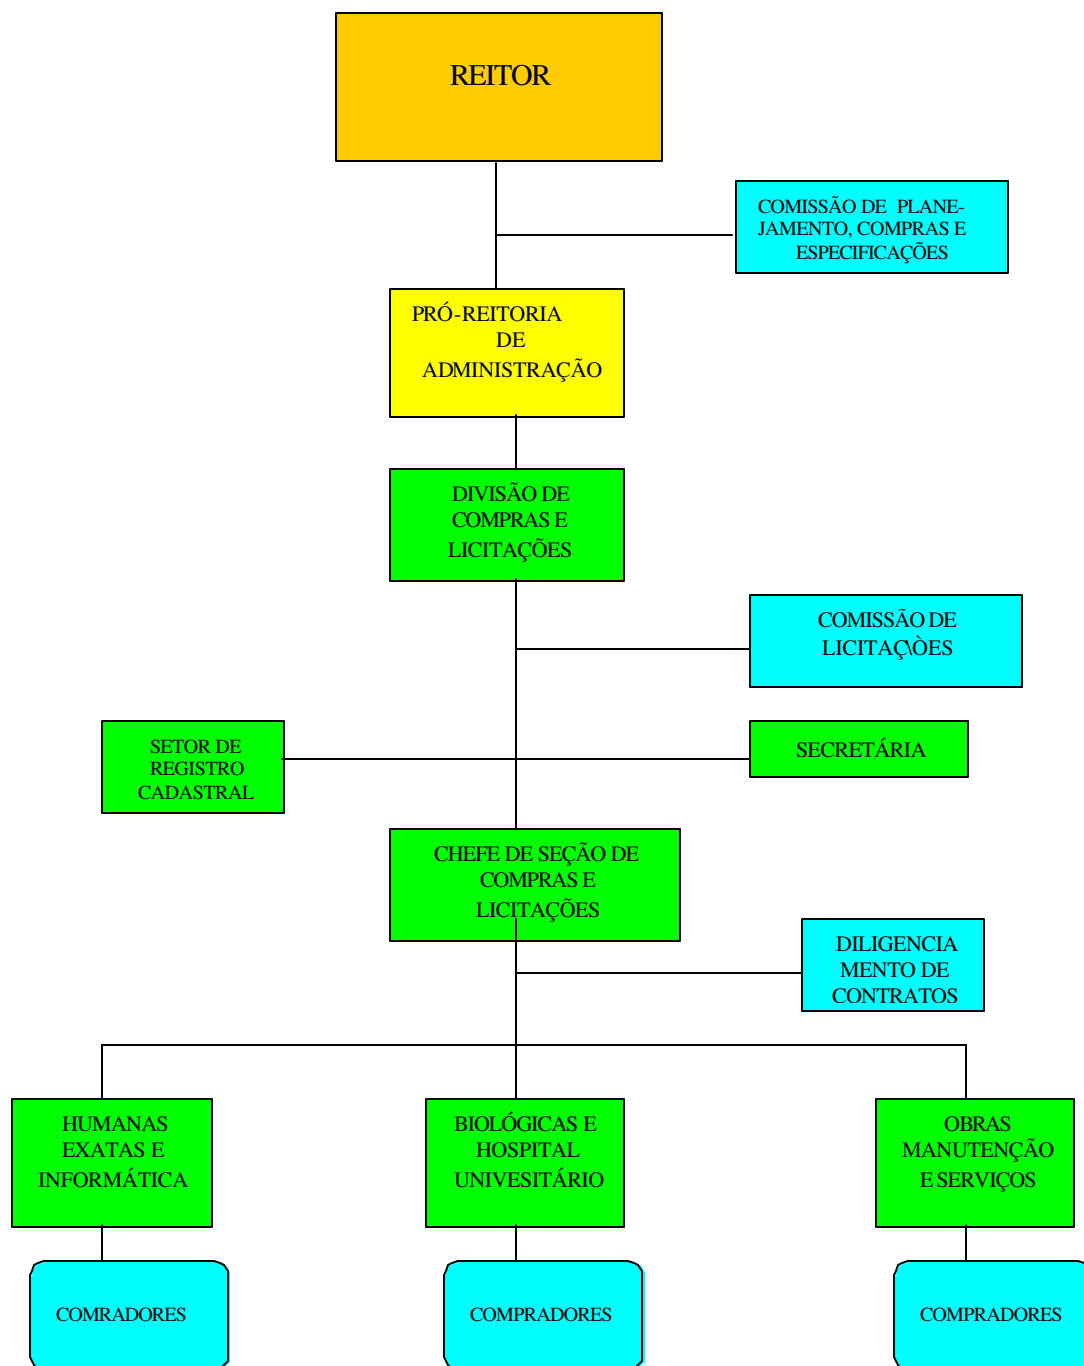 REITOR
COMISSÃO DE PLANE-
JAMENTO, COMPRAS E
ESPECIFICAÇÕES
PRÓ-REITORIA
DE
ADMINISTRAÇÃO
DIVISÃO DE
COMPRAS E
LICITAÇÕES
COMISSÃO DE
LICITAÇ\ÒES
SETOR DE
REGISTRO
CADASTRAL
SECRETÁRIA
CHEFE DE SEÇÃO DE
COMPRAS E
LICITAÇÕES
DILIGENCIA
MENTO DE
CONTRATOS
HUMANAS
EXATAS E
INFORMÁTICA
BIOLÓGICAS E
HOSPITAL
UNIVESITÁRIO
OBRAS
MANUTENÇÃO
E SERVIÇOS
COMRADORES
COMPRADORES
COMPRADORES